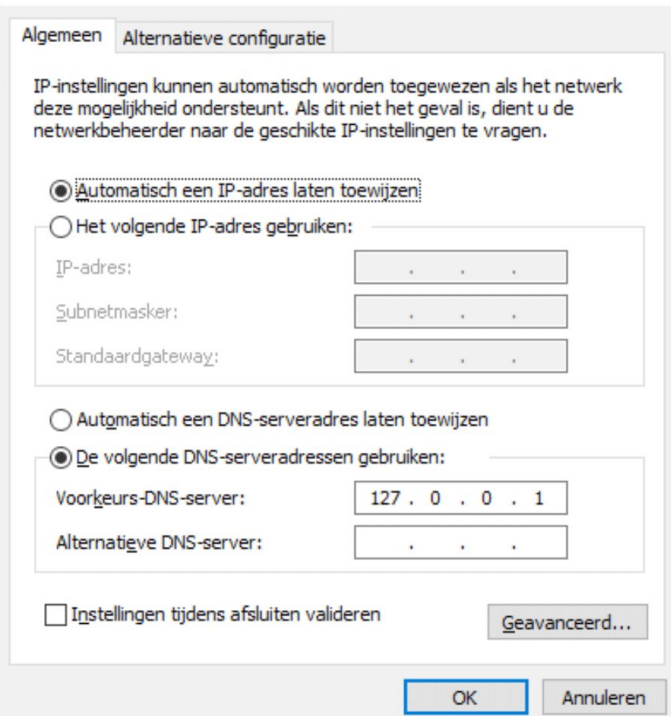 Algemeen
Alternatieve configuratie
IP-instellingen kunnen automatisch worden toegewezen als het netwerk
deze mogelijkheid ondersteunt. Als dit niet het geval is, dient u de
netwerkbeheerder naar de geschikte IP-instellingen te vragen.
Automatisch een IP-adres laten toewijzen
Het volgende IP-adres gebruiken:
IP-adres:
. . .
Subnetmasker:
. . .
Standaardgateway:
. . .
Automatisch een DNS-serveradres laten toewijzen
De volgende DNS-serveradressen gebruiken:
Voorkeurs-DNS-server:
127 . 0 . 0 . 1
Alternatieve DNS-server:
. . .
Instellingen tijdens afsluiten valideren
Geavanceerd...
OK
Annuleren